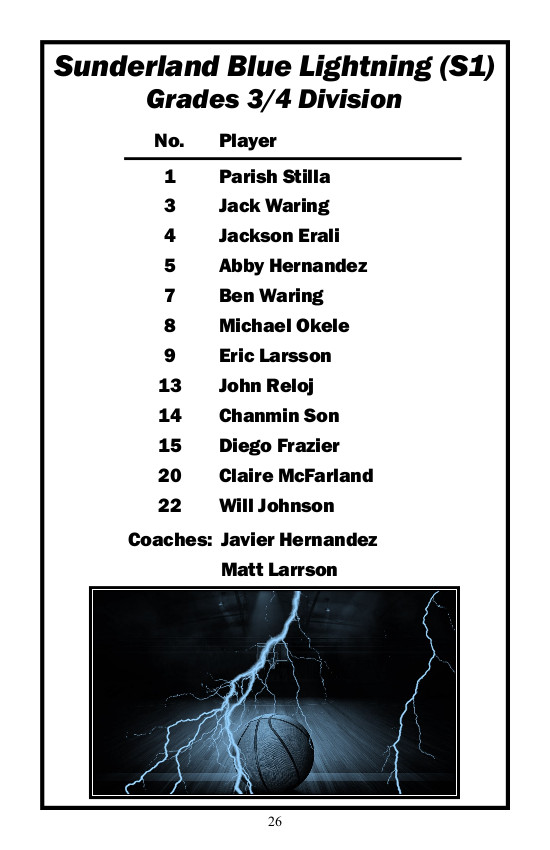 Sunderland Blue Lightning (S1)
Grades 3/4 Division
No. Player
1 Parish Stilla
3 Jack Waring
4 Jackson Erali
5 Abby Hernandez
7 Ben Waring
8 Michael Okele
9 Eric Larsson
13 John Reloj
14 Chanmin Son
15 Diego Frazier
20 Claire McFarland
22 Will Johnson
Coaches: Javier Hernandez
Matt Larrson
26